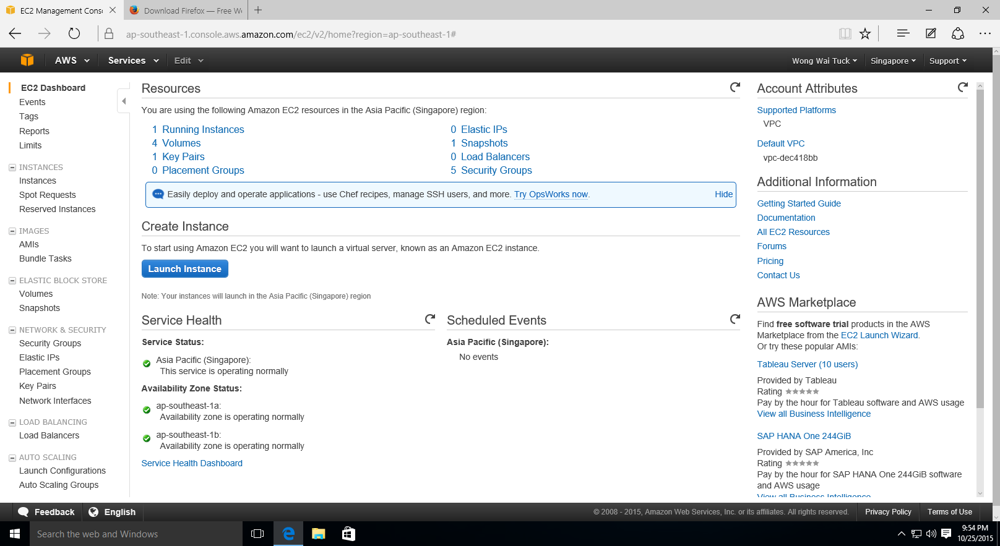 EC2 Management Conso
Download Firefox — Free We
ap-southeast-1.console.aws.amazon.com/ec2/v2/home?region=ap-southeast-1#
AWS
Services
Edit
Wong Wai Tuck
Singapore
Support
EC2 Dashboard
Events
Tags
Reports
Limits
INSTANCES
Instances
Spot Requests
Reserved Instances
IMAGES
AMIs
Bundle Tasks
ELASTIC BLOCK STORE
Volumes
Snapshots
NETWORK & SECURITY
Security Groups
Elastic IPs
Placement Groups
Key Pairs
Network Interfaces
LOAD BALANCING
Load Balancers
AUTO SCALING
Launch Configurations
Auto Scaling Groups
Resources
You are using the following Amazon EC2 resources in the Asia Pacific (Singapore) region:
1 Running Instances
0 Elastic IPs
4 Volumes
1 Snapshots
1 Key Pairs
0 Load Balancers
0 Placement Groups
5 Security Groups
Easily deploy and operate applications - use Chef recipes, manage SSH users, and more. Try OpsWorks now.
Hide
Create Instance
To start using Amazon EC2 you will want to launch a virtual server, known as an Amazon EC2 instance.
Launch Instance
Note: Your instances will launch in the Asia Pacific (Singapore) region
Service Health
Service Status:
Asia Pacific (Singapore):
This service is operating normally
Availability Zone Status:
ap-southeast-1a:
Availability zone is operating normally
ap-southeast-1b:
Availability zone is operating normally
Service Health Dashboard
Scheduled Events
Asia Pacific (Singapore):
No events
Account Attributes
Supported Platforms
VPC
Default VPC
vpc-dec418bb
Additional Information
Getting Started Guide
Documentation
All EC2 Resources
Forums
Pricing
Contact Us
AWS Marketplace
Find free software trial products in the AWS
Marketplace from the EC2 Launch Wizard.
Or try these popular AMIs:
Tableau Server (10 users)
Provided by Tableau
Rating
Pay by the hour for Tableau software and AWS usage
View all Business Intelligence
SAP HANA One 244GiB
Provided by SAP America, Inc
Rating
Pay by the hour for SAP HANA One 244GiB software
and AWS usage
View all Business Intelligence
Feedback
English
© 2008 - 2015, Amazon Web Services, Inc. or its affiliates. All rights reserved.
Privacy Policy
Terms of Use
Search the web and Windows
9:54 PM
10/25/2015